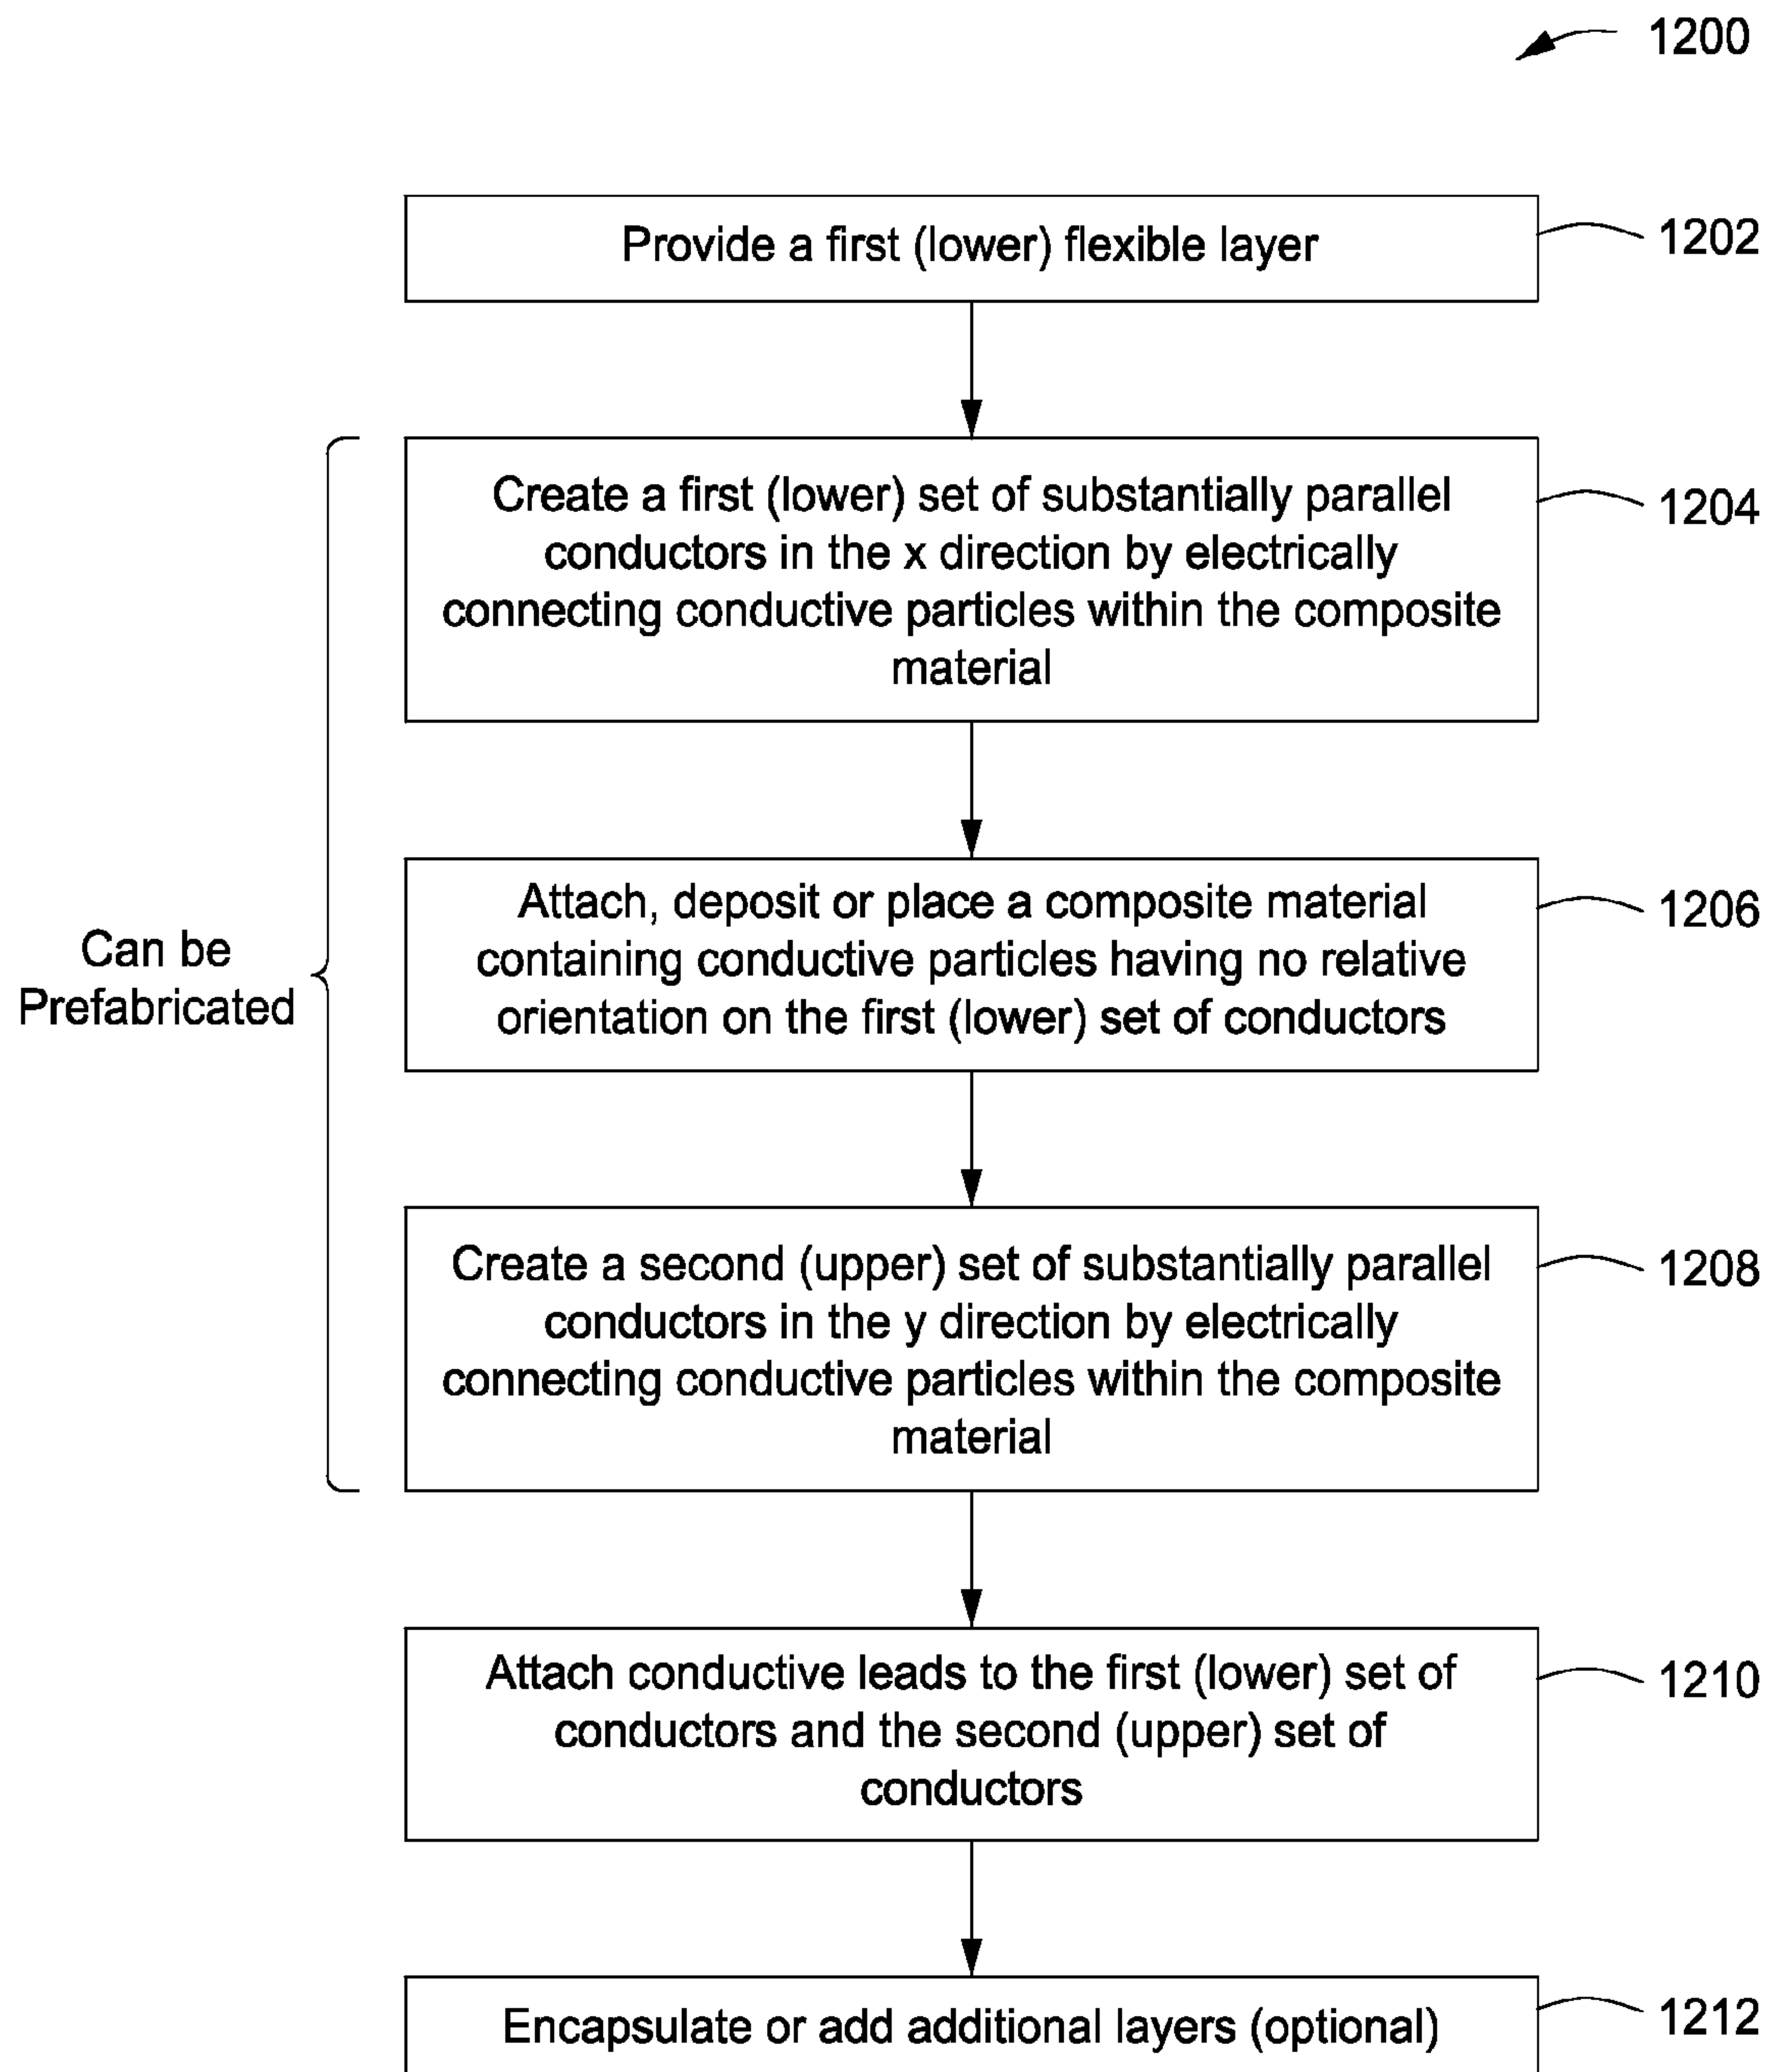 1200
Provide a first (lower) flexible layer
1202
Create a first (lower) set of substantially parallel
conductors in the x direction by electrically
connecting conductive particles within the composite
material
1204
Can be
Prefabricated
Attach, deposit or place a composite material
containing conductive particles having no relative
orientation on the first (lower) set of conductors
1206
Create a second (upper) set of substantially parallel
conductors in the y direction by electrically
connecting conductive particles within the composite
material
1208
Attach conductive leads to the first (lower) set of
conductors and the second (upper) set of
conductors
1210
Encapsulate or add additional layers (optional)
1212